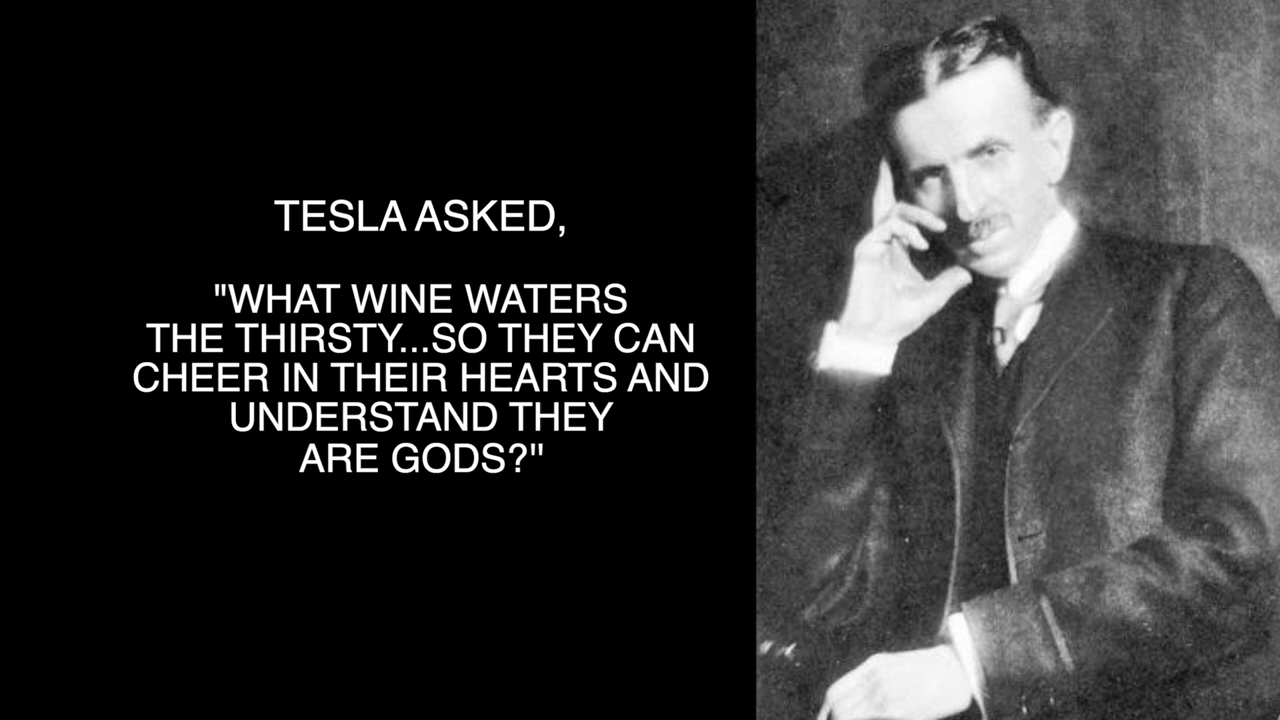 TESLA ASKED,
"WHAT WINE WATERS
THE THIRSTY...SO THEY CAN
CHEER IN THEIR HEARTS AND
UNDERSTAND THEY
ARE GODS?"